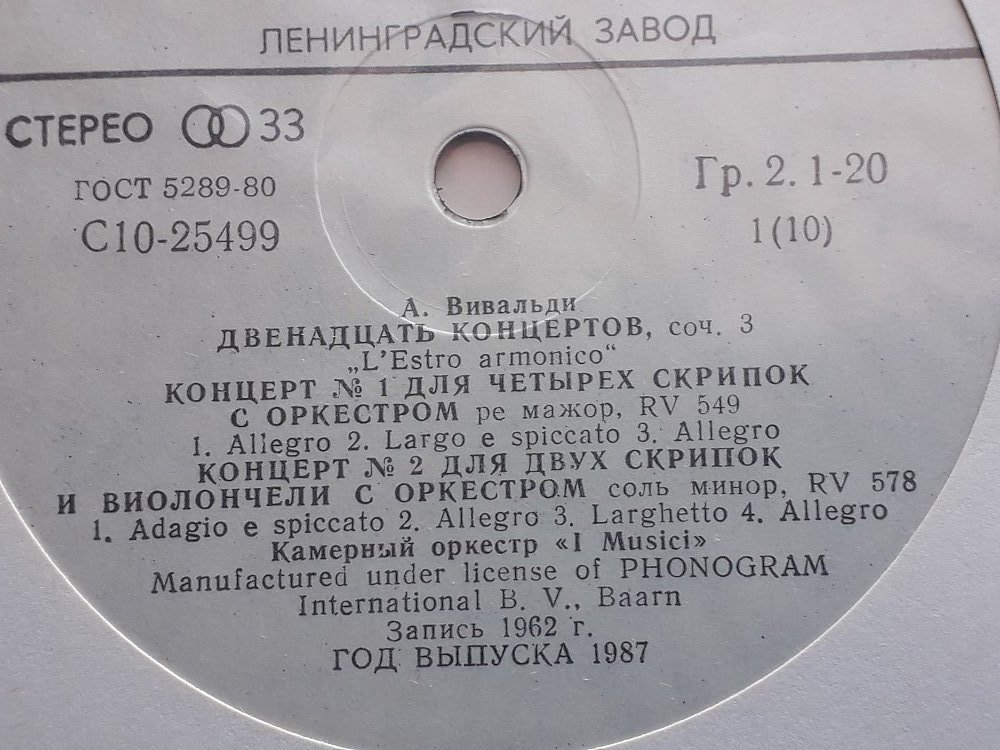 ЛЕНИНГРАДСКИЙ ЗАВОД
СТЕРЕО 33
ГОСТ 5289-80
С10-25499
Гр. 2. 1-20
1(10)
А. Вивальди
ДВЕНАДЦАТЬ КОНЦЕРТОВ, соч. 3
„L'Estro armonico“
КОНЦЕРТ № 1 ДЛЯ ЧЕТЫРЕХ СКРИПОК
С ОРКЕСТРОМ ре мажор, RV 549
1. Allegro 2. Largo e spiccato 3. Allegro
КОНЦЕРТ № 2 ДЛЯ ДВУХ СКРИПОК
И ВИОЛОНЧЕЛИ С ОРКЕСТРОМ соль минор, RV 578
1. Adagio e spiccato 2. Allegro 3. Larghetto 4. Allegro
Камерный оркестр «I Musici»
Manufactured under license of PHONOGRAM
International B. V., Baarn
Запись 1962 г.
ГОД ВЫПУСКА 1987